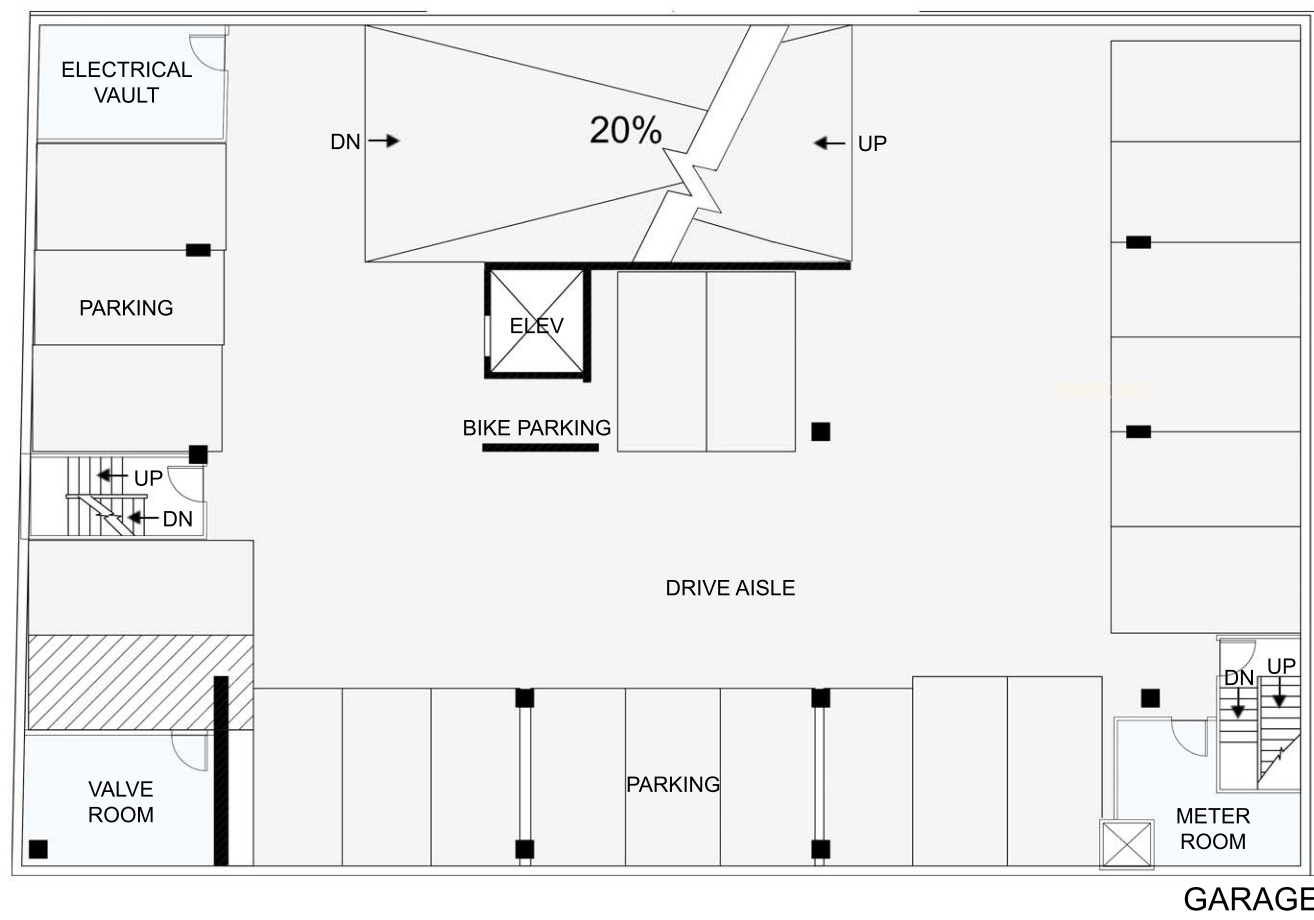 ELECTRICAL
VAULT
DN
20%
UP
PARKING
ELEV
BIKE PARKING
UP
DN
DRIVE AISLE
DN
UP
VALVE
ROOM
PARKING
METER
ROOM
GARAGE